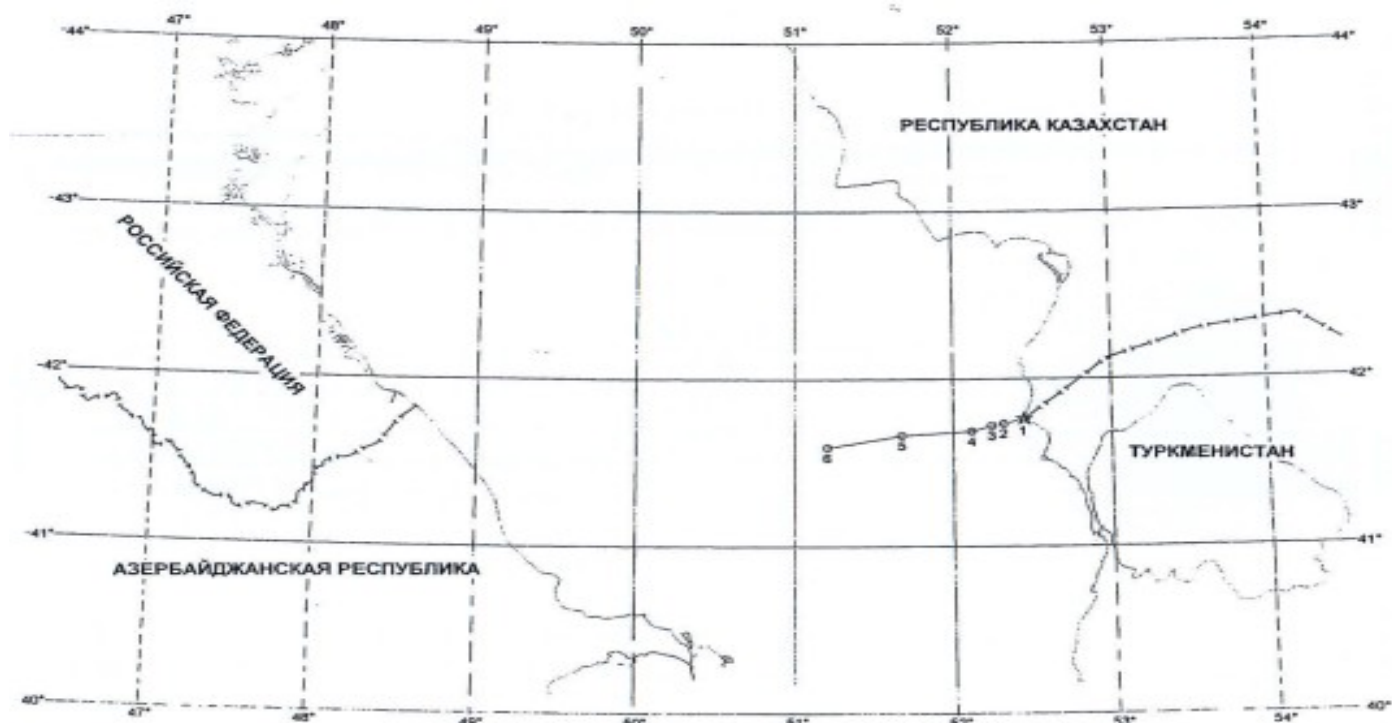 47° 48° 49° 50° 51° 52° 53° 54°
-44° 44°
РЕСПУБЛИКА КАЗАХСТАН
-43° 43°
РОССИЙСКАЯ ФЕДЕРАЦИЯ
-42° 42°
6 5 4 3 2 1
ТУРКМЕНИСТАН
-41° 41°
АЗЕРБАЙДЖАНСКАЯ РЕСПУБЛИКА
40° 40°
47° 48° 49° 50° 51° 52° 53° 54°